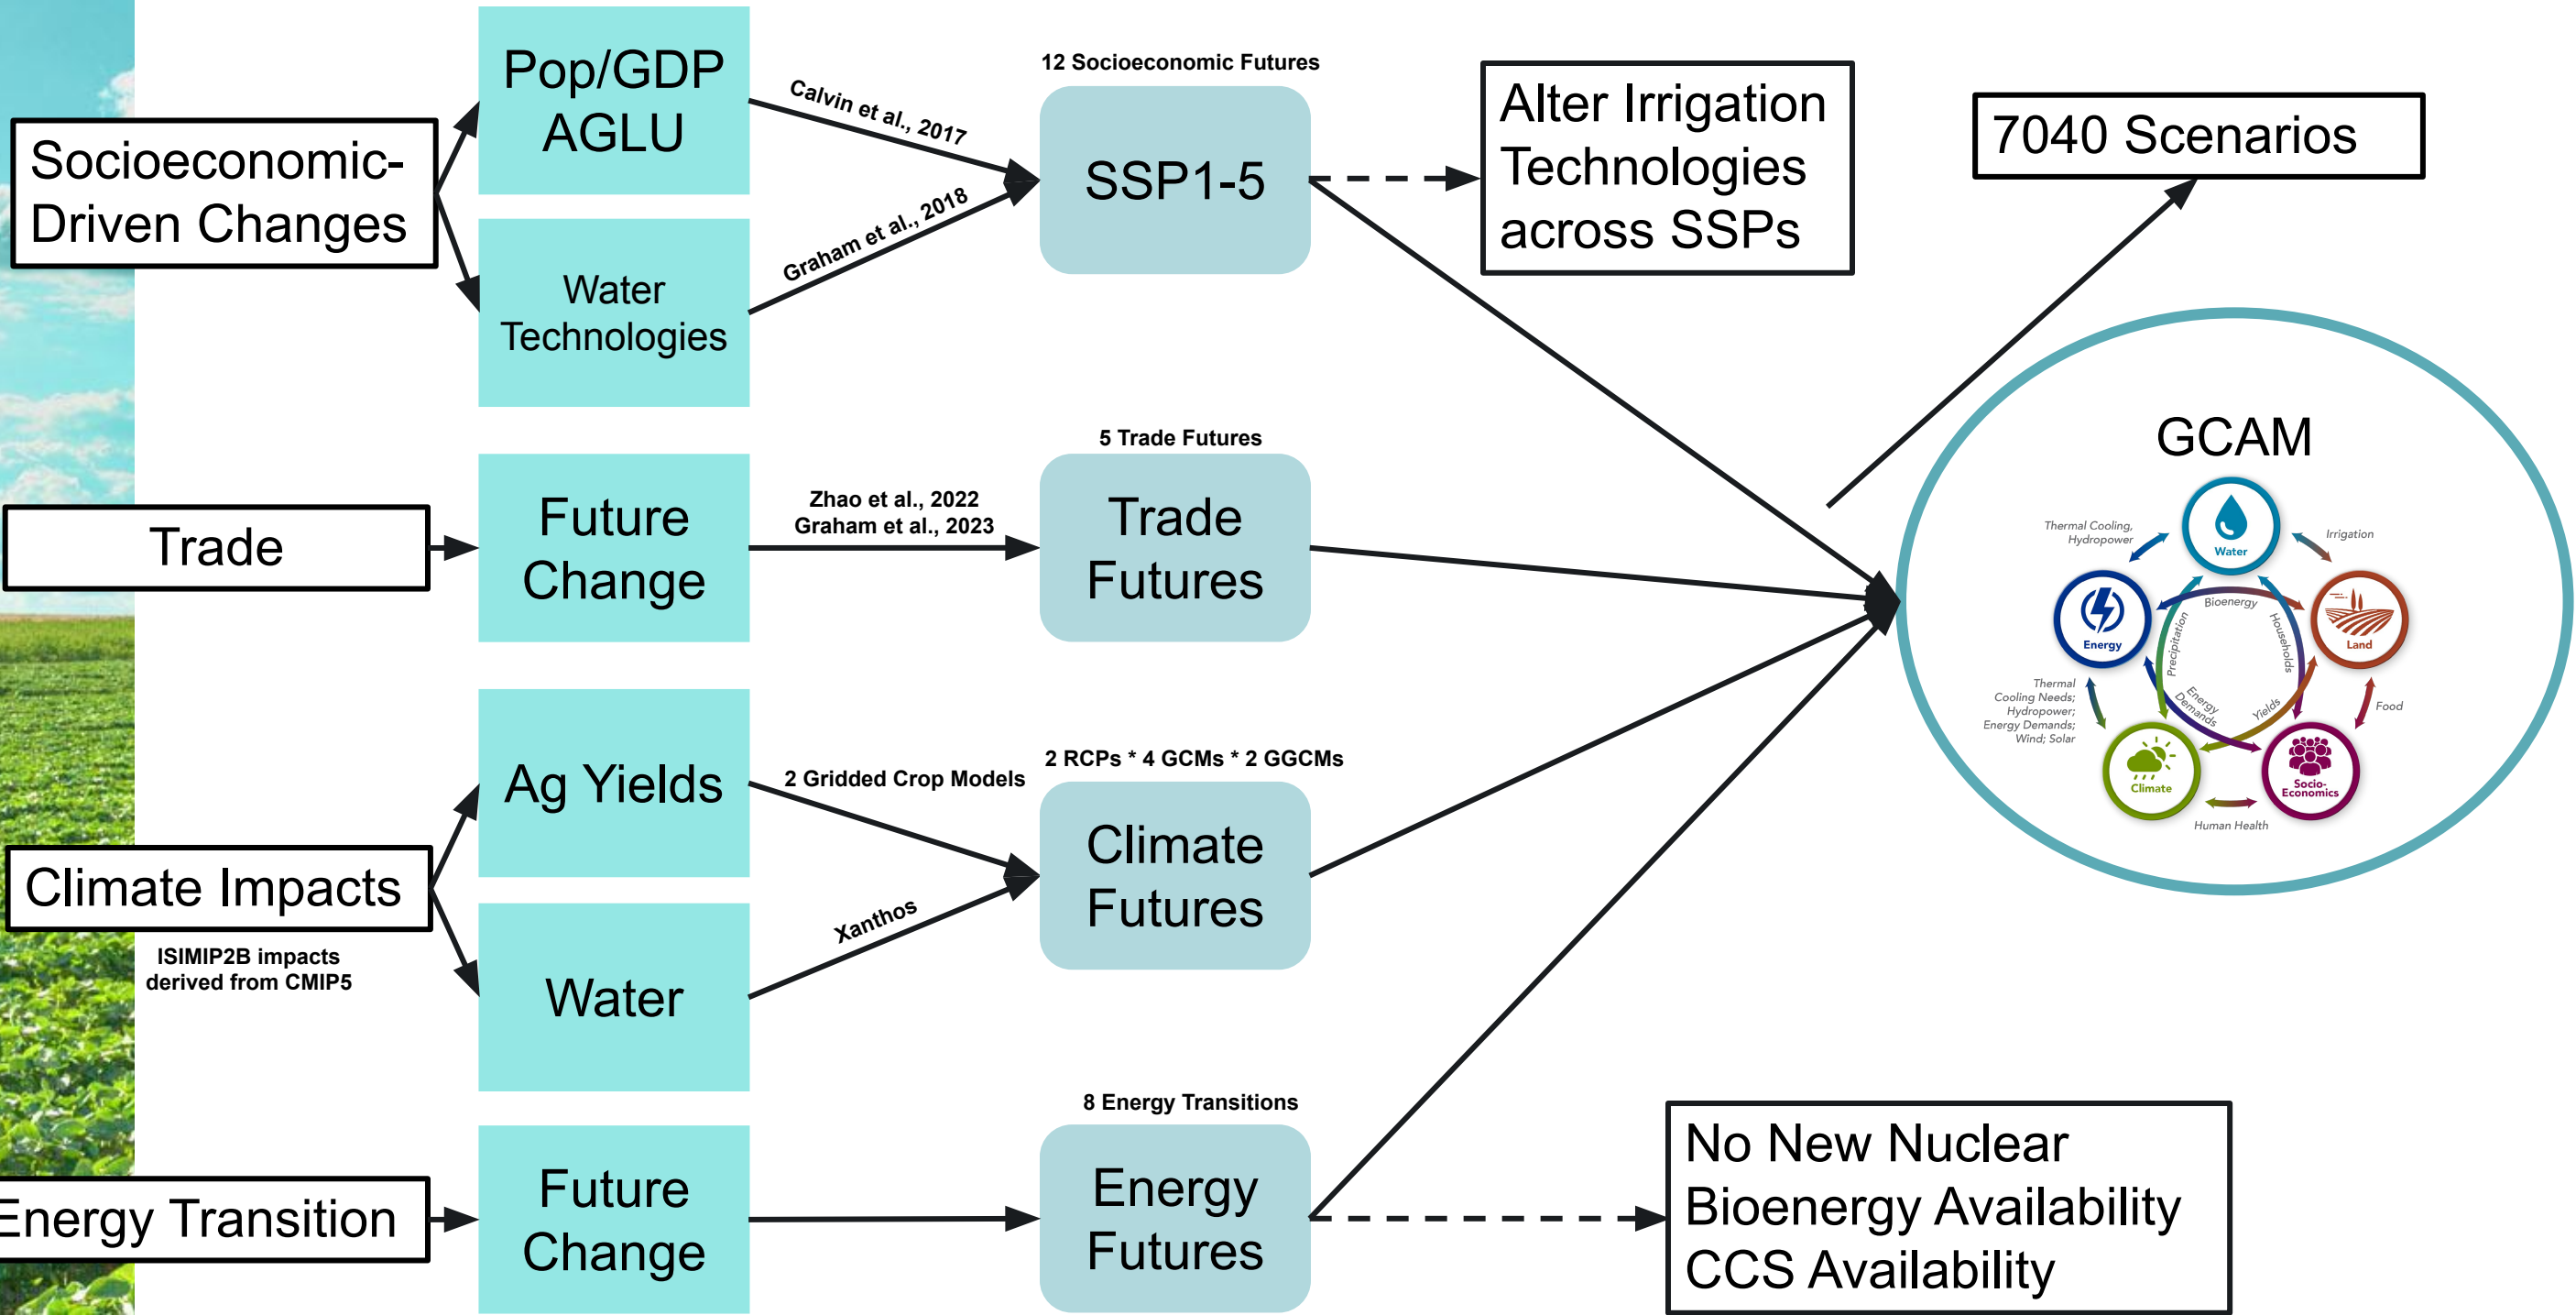 Socioeconomic-
Driven Changes
Pop/GDP
AGLU
Water
Technologies
Calvin et al., 2017
Graham et al., 2018
12 Socioeconomic Futures
SSP1-5
Alter Irrigation
Technologies
across SSPs
7040 Scenarios
Trade
Future
Change
Zhao et al., 2022
Graham et al., 2023
5 Trade Futures
Trade
Futures
Climate Impacts
ISIMIP2B impacts
derived from CMIP5
Ag Yields
Water
2 Gridded Crop Models
Xanthos
2 RCPs * 4 GCMs * 2 GGCMs
Climate
Futures
Energy Transition
Future
Change
8 Energy Transitions
Energy
Futures
No New Nuclear
Bioenergy Availability
CCS Availability
GCAM
Thermal Cooling,
Hydropower
Water
Irrigation
Energy
Bioenergy
Land
Precipitation
Households
Thermal
Cooling Needs;
Hydropower;
Energy Demands;
Wind; Solar
Energy
Demands
Yields
Food
Climate
Socio-
Economics
Human Health